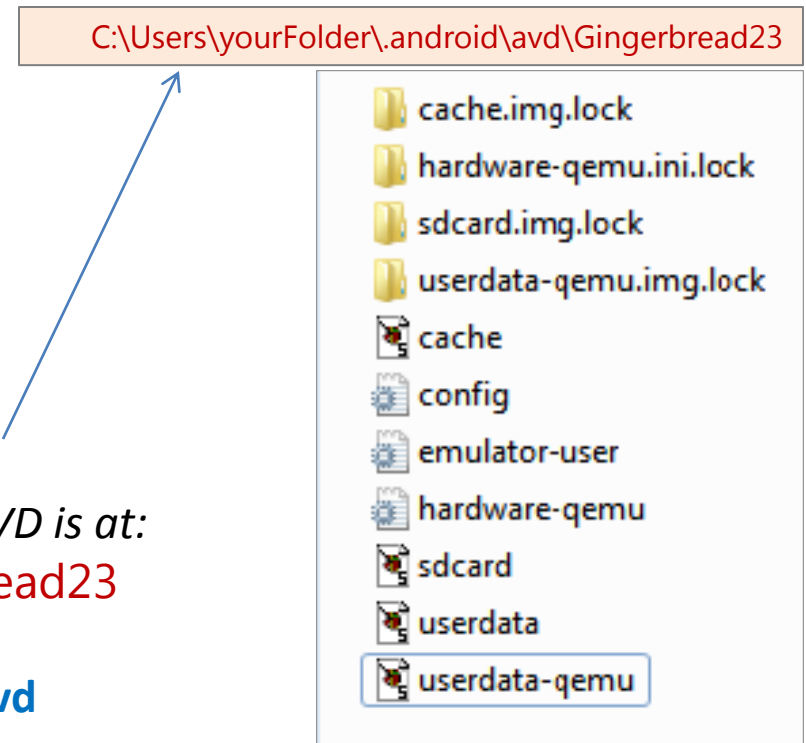 C:\Users\yourFolder\.android\avd\Gingerbread23
cache.img.lock
hardware-qemu.ini.lock
sdcard.img.lock
userdata-qemu.img.lock
cache
config
emulator-user
hardware-qemu
sdcard
userdata
userdata-qemu
VD is at:
ead23
vd